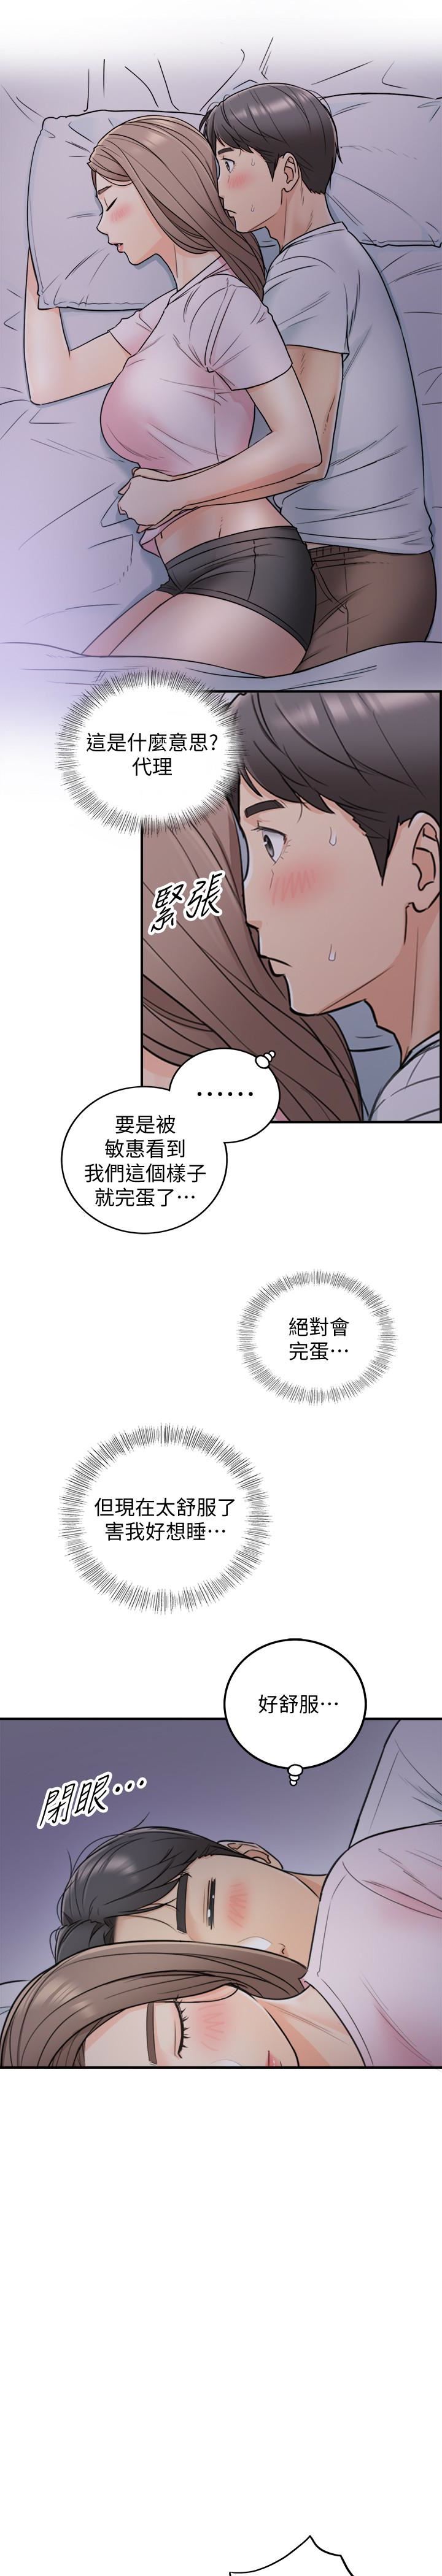 這是什麼意思?
代理
緊張
……
要是被
敏惠看到
我們這個樣子
就完蛋了…
絕對會
完蛋…
但現在太舒服了
害我好想睡…
好舒服…
閉眼…